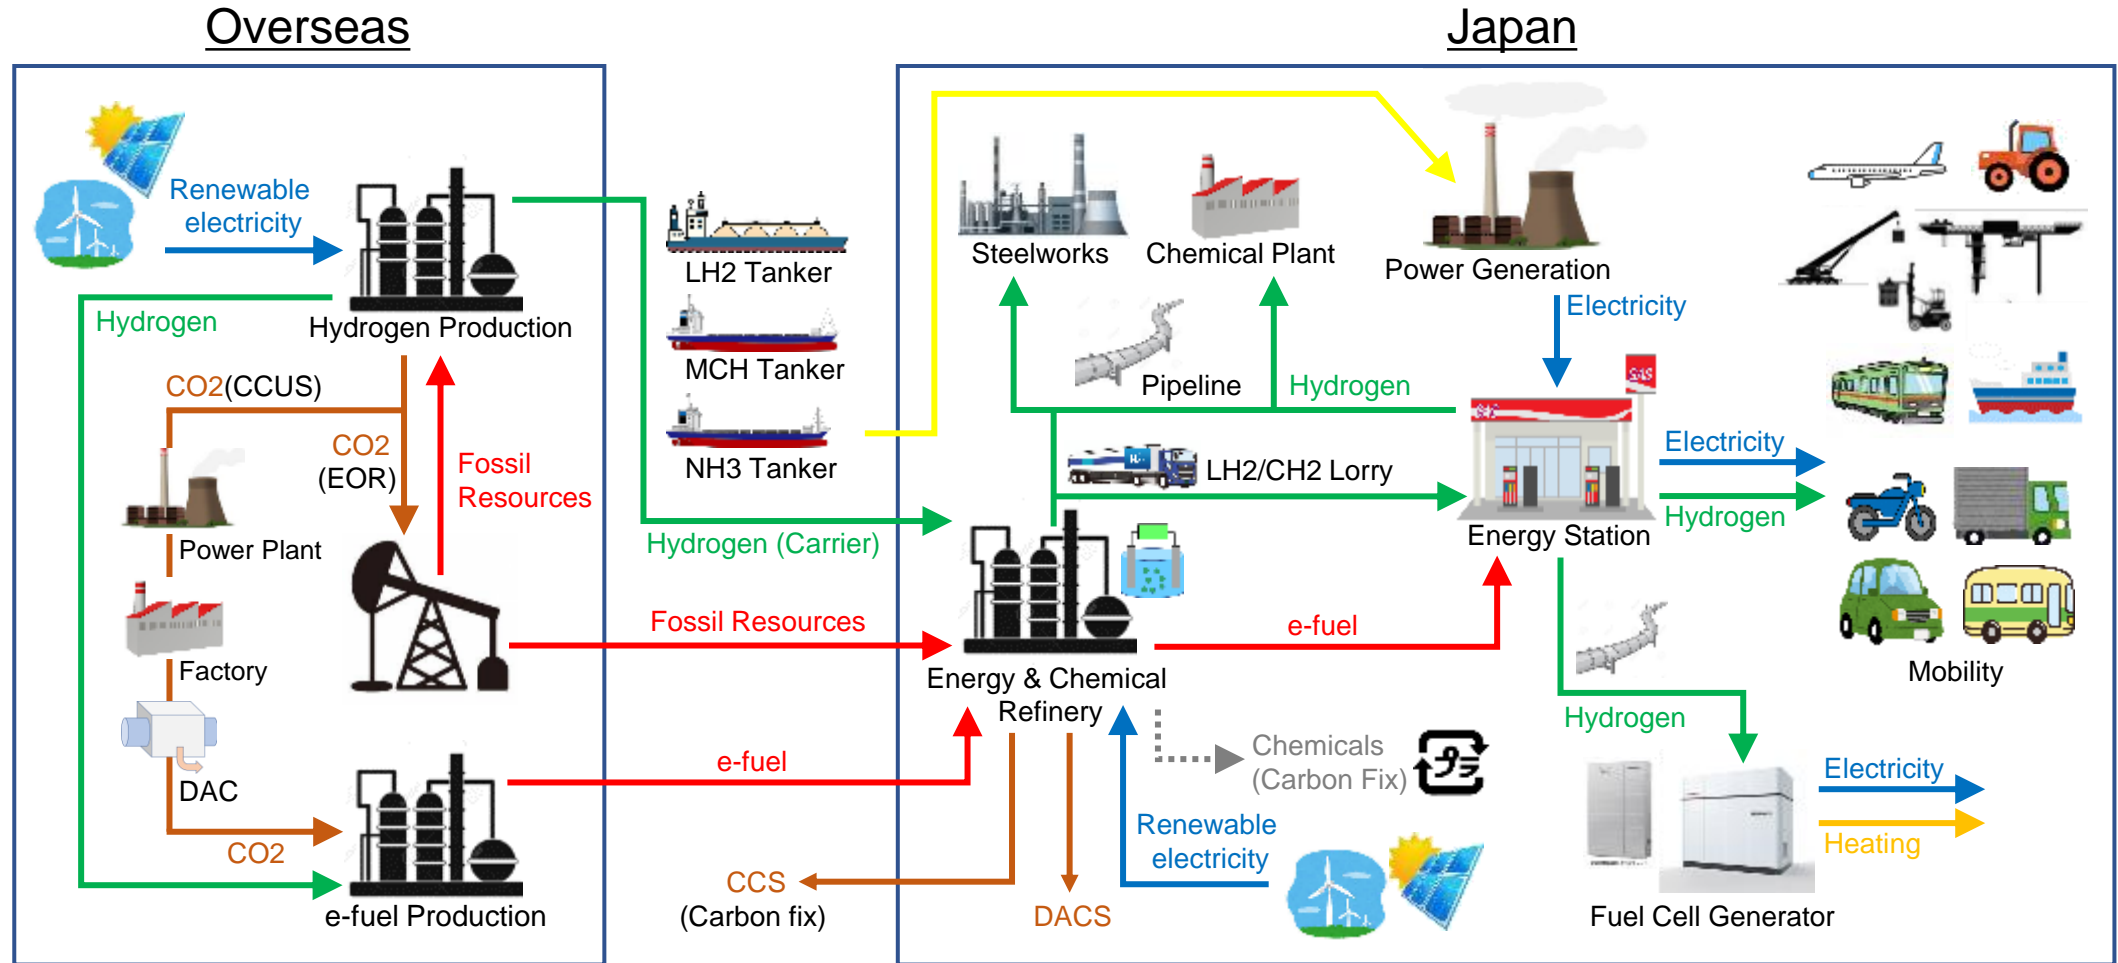 Overseas
Japan
Renewable
electricity
Hydrogen
Hydrogen Production
CO2(CCUS)
CO2
(EOR)
Fossil
Resources
Power Plant
Factory
DAC
CO2
e-fuel Production
LH2 Tanker
MCH Tanker
NH3 Tanker
Hydrogen (Carrier)
Fossil Resources
e-fuel
CCS
(Carbon fix)
DACS
Steelworks
Chemical Plant
Power Generation
Electricity
Pipeline
Hydrogen
LH2/CH2 Lorry
Energy Station
Energy & Chemical
Refinery
e-fuel
Chemicals
(Carbon Fix)
プラ
Renewable
electricity
Electricity
Hydrogen
Mobility
Hydrogen
Electricity
Heating
Fuel Cell Generator